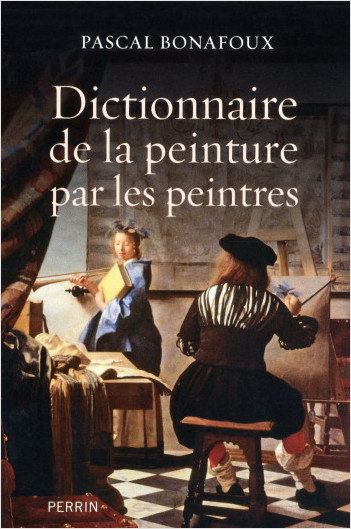 PASCAL BONAFOUX
Dictionnaire
de la peinture
par les peintres
PERRIN